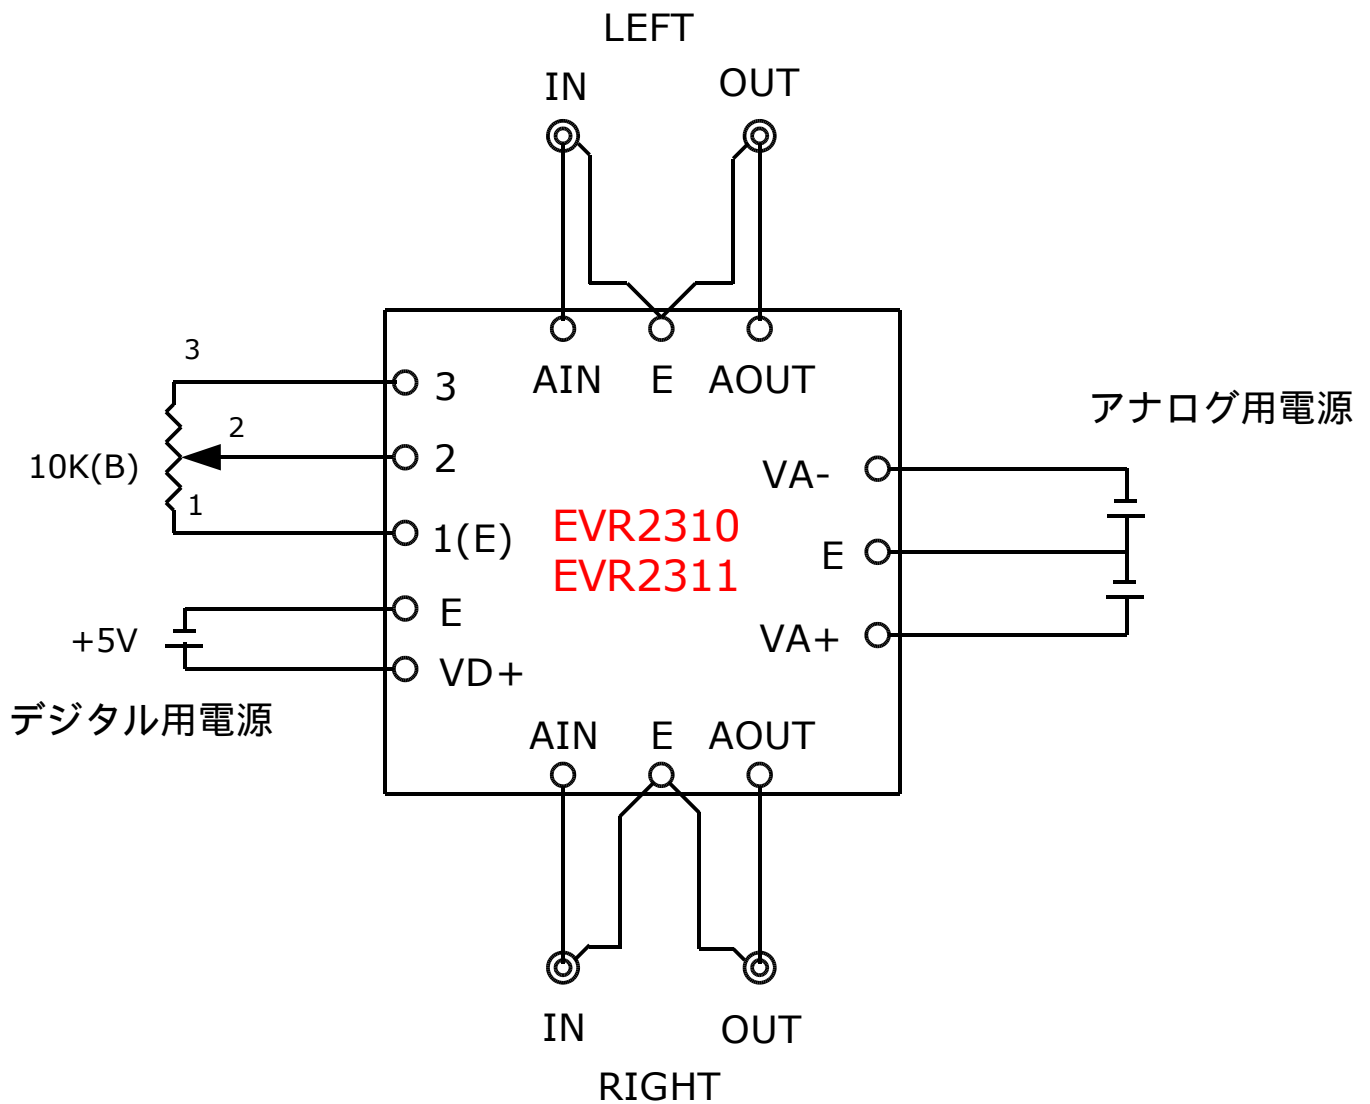 LEFT
IN
OUT
AIN
E
AOUT
3
3
2
2
10K(B)
1
1(E)
EVR2310
EVR2311
アナログ用電源
VA-
E
VA+
E
+5V
VD+
デジタル用電源
AIN
E
AOUT
IN
OUT
RIGHT